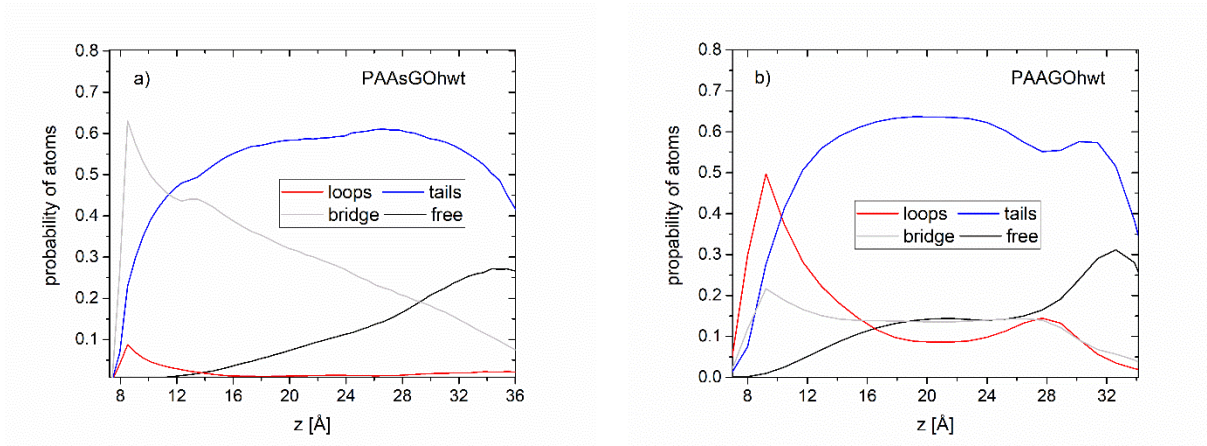 a)
PAAsGOhwt
probability of atoms
0.8
0.7
0.6
0.5
0.4
0.3
0.2
0.1
loops
tails
bridge
free
8
12
16
20
24
28
32
36
z [Å]
b)
PAAGOhwt
propability of atoms
0.8
0.7
0.6
0.5
0.4
0.3
0.2
0.1
0.0
loops
tails
bridge
free
8
12
16
20
24
28
32
z [Å]